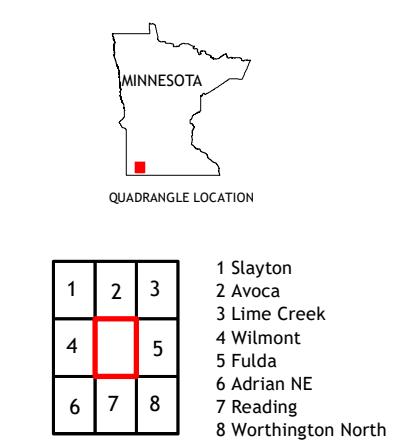 MINNESOTA
QUADRANGLE LOCATION
1 2 3
4 5
6 7 8
1 Slayton
2 Avoca
3 Lime Creek
4 Wilmont
5 Fulda
6 Adrian NE
7 Reading
8 Worthington North